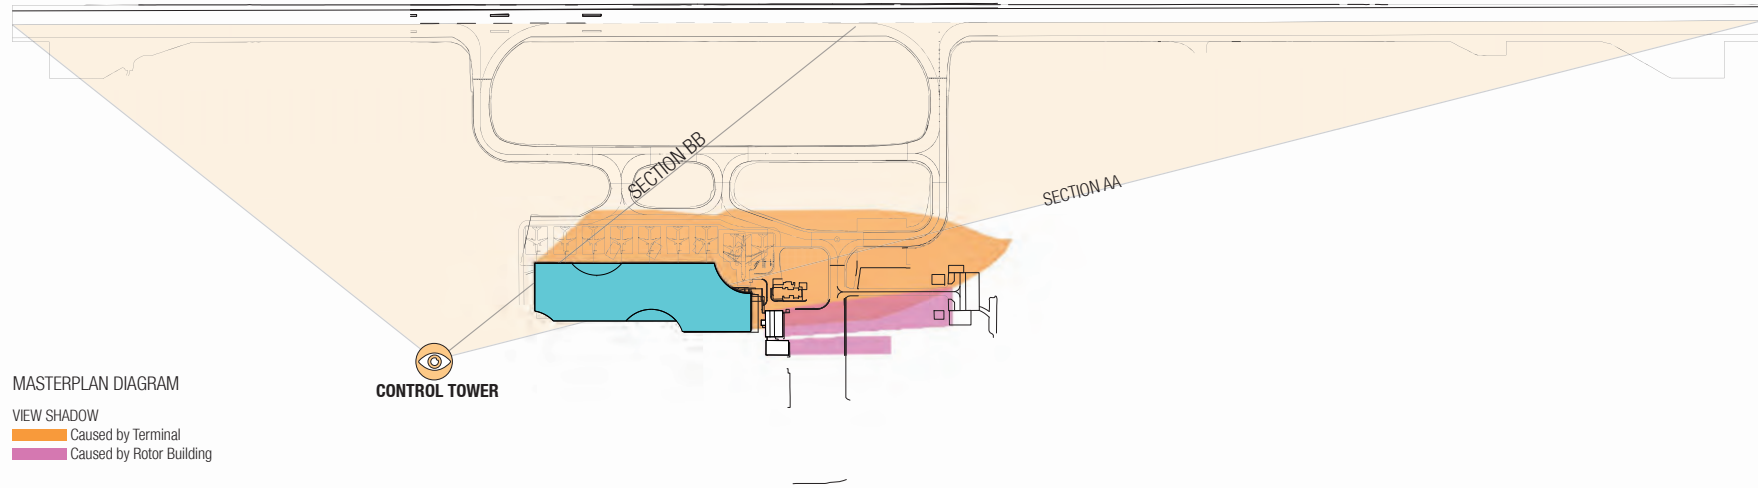 SECTION BB
SECTION AA
CONTROL TOWER
MASTERPLAN DIAGRAM
VIEW SHADOW
Caused by Terminal
Caused by Rotor Building